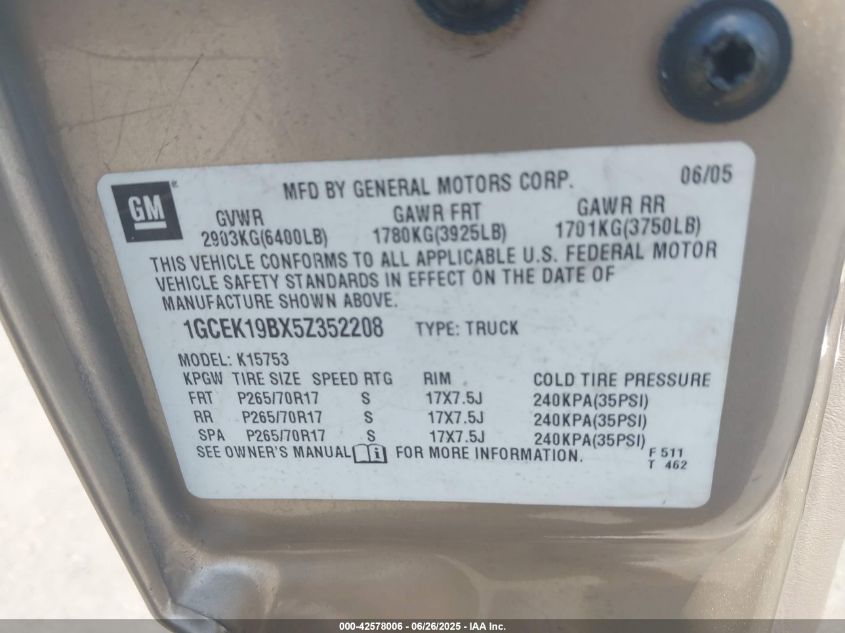 GM
MFD BY GENERAL MOTORS CORP. 06/05
GVWR GAWR FRT GAWR RR
2903KG(6400LB) 1780KG(3925LB) 1701KG(3750LB)
THIS VEHICLE CONFORMS TO ALL APPLICABLE U.S. FEDERAL MOTOR
VEHICLE SAFETY STANDARDS IN EFFECT ON THE DATE OF
MANUFACTURE SHOWN ABOVE.
1GCEK19BX5Z352208 TYPE: TRUCK
MODEL: K15753
KPGW TIRE SIZE SPEED RTG RIM COLD TIRE PRESSURE
FRT P265/70R17 S 17X7.5J 240KPA(35PSI)
RR P265/70R17 S 17X7.5J 240KPA(35PSI)
SPA P265/70R17 S 17X7.5J 240KPA(35PSI)
SEE OWNER'S MANUAL i FOR MORE INFORMATION.
F 511
T 462
000-42578006 - 06/26/2025 - IAA Inc.